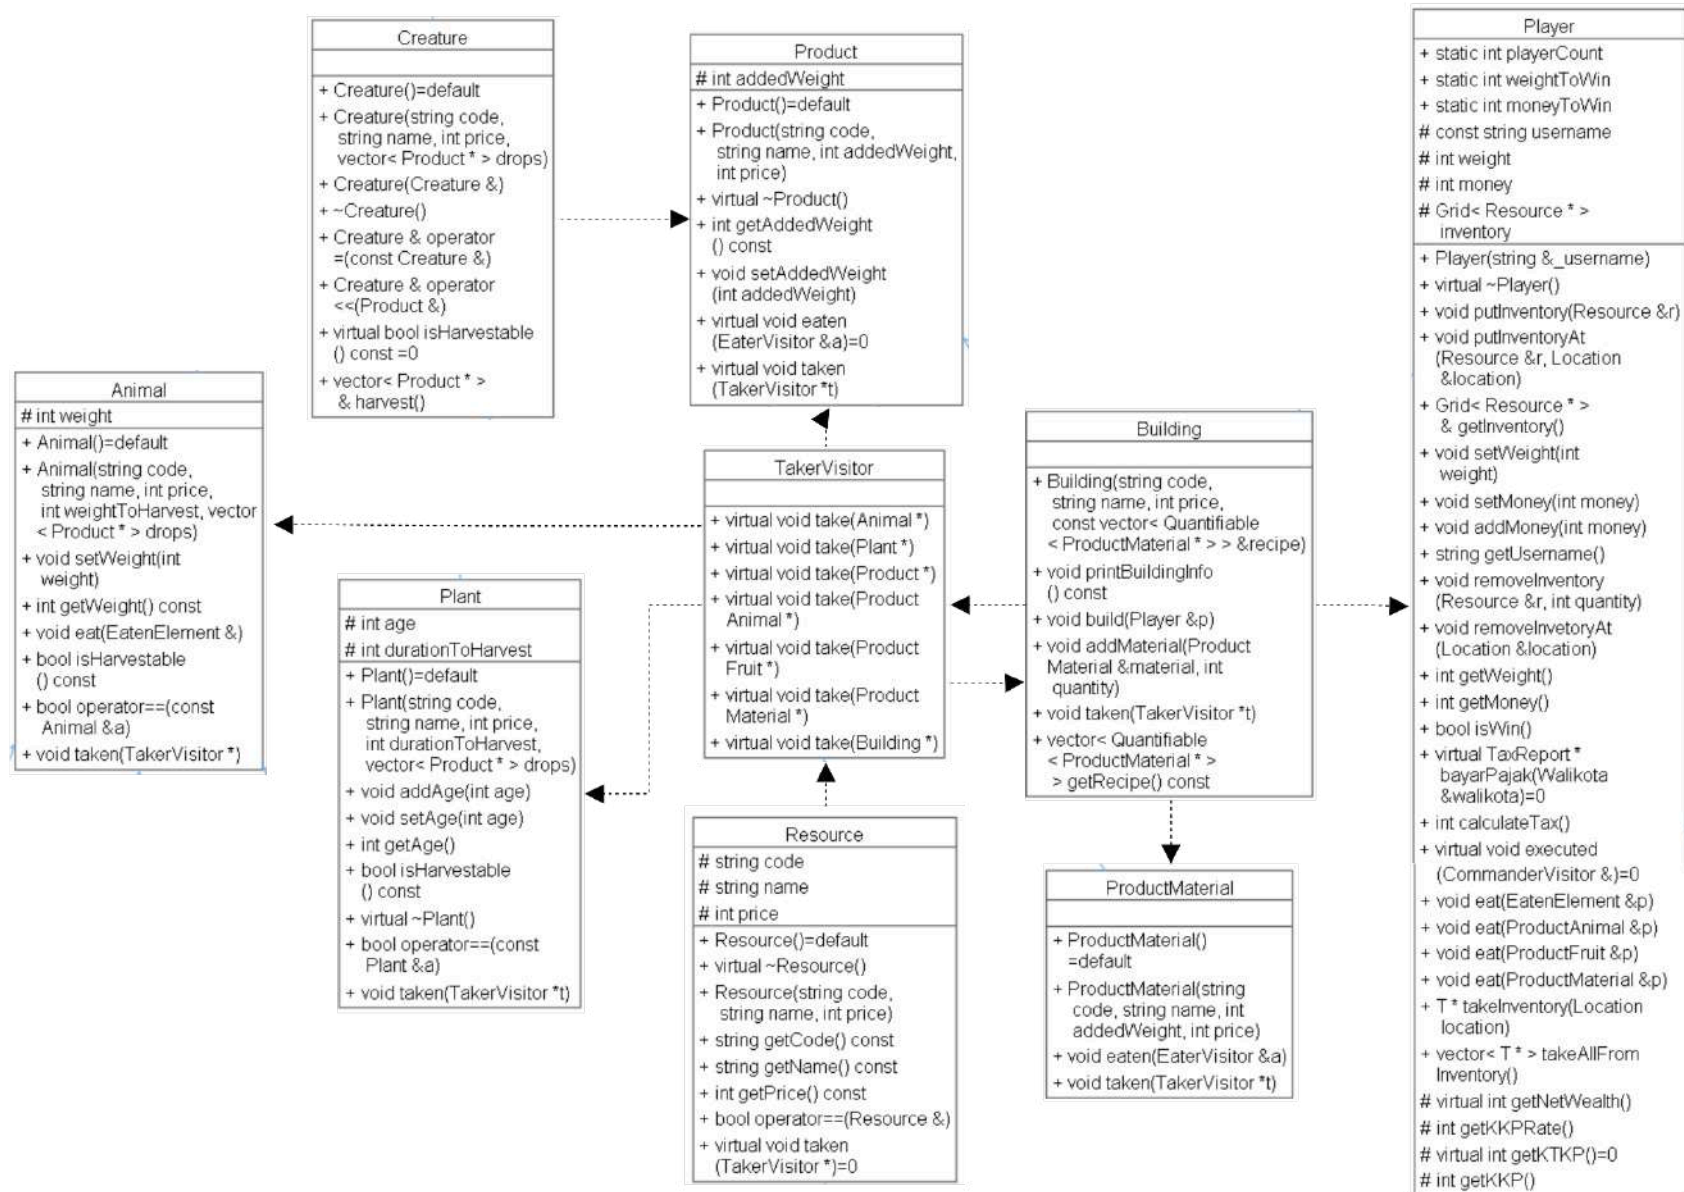 Creature
+ Creature()=default
+ Creature(string code,
string name, int price,
vector< Product * > drops)
+ Creature(Creature &)
+ ~Creature()
+ Creature & operator
=(const Creature &)
+ Creature & operator
<<(Product &)
+ virtual bool isHarvestable
() const =0
+ vector< Product * >
& harvest()
Product
# int addedWeight
+ Product()=default
+ Product(string code,
string name, int addedWeight,
int price)
+ virtual ~Product()
+ int getAddedWeight
() const
+ void setAddedWeight
(int addedWeight)
+ virtual void eaten
(EaterVisitor &a)=0
+ virtual void taken
(TakerVisitor *t)
Animal
# int weight
+ Animal()=default
+ Animal(string code,
string name, int price,
int weightToHarvest, vector
< Product * > drops)
+ void setWeight(int
weight)
+ int getWeight() const
+ void eat(EatenElement &)
+ bool isHarvestable
() const
+ bool operator==(const
Animal &a)
+ void taken(TakerVisitor *)
Plant
# int age
# int durationToHarvest
+ Plant()=default
+ Plant(string code,
string name, int price,
int durationToHarvest,
vector< Product * > drops)
+ void addAge(int age)
+ void setAge(int age)
+ int getAge()
+ bool isHarvestable
() const
+ virtual ~Plant()
+ bool operator==(const
Plant &a)
+ void taken(TakerVisitor *t)
TakerVisitor
+ virtual void take(Animal *)
+ virtual void take(Plant *)
+ virtual void take(Product *)
+ virtual void take(Product
Animal *)
+ virtual void take(Product
Fruit *)
+ virtual void take(Product
Material *)
+ virtual void take(Building *)
Resource
# string code
# string name
# int price
+ Resource()=default
+ virtual ~Resource()
+ Resource(string code,
string name, int price)
+ string getCode() const
+ string getName() const
+ int getPrice() const
+ bool operator==(Resource &)
+ virtual void taken
(TakerVisitor *)=0
Building
+ Building(string code,
string name, int price,
const vector< Quantifiable
< ProductMaterial * > > &recipe)
+ void printBuildingInfo
() const
+ void build(Player &p)
+ void addMaterial(Product
Material &material, int
quantity)
+ void taken(TakerVisitor *t)
+ vector< Quantifiable
< ProductMaterial * >
> getRecipe() const
ProductMaterial
+ ProductMaterial()
=default
+ ProductMaterial(string
code, string name, int
addedWeight, int price)
+ void eaten(EaterVisitor &a)
+ void taken(TakerVisitor *t)
Player
+ static int playerCount
+ static int weightToWin
+ static int moneyToWin
# const string username
# int weight
# int money
# Grid< Resource * >
inventory
+ Player(string &_username)
+ virtual ~Player()
+ void putInventory(Resource &r)
+ void putInventoryAt
(Resource &r, Location
&location)
+ Grid< Resource * >
& getInventory()
+ void setWeight(int
weight)
+ void setMoney(int money)
+ void addMoney(int money)
+ string getUsername()
+ void removeInventory
(Resource &r, int quantity)
+ void removeInvetoryAt
(Location &location)
+ int getWeight()
+ int getMoney()
+ bool isWin()
+ virtual TaxReport *
bayarPajak(Walikota
&walikota)=0
+ int calculateTax()
+ virtual void executed
(CommanderVisitor &)=0
+ void eat(EatenElement &p)
+ void eat(ProductAnimal &p)
+ void eat(ProductFruit &p)
+ void eat(ProductMaterial &p)
+ T * takeInventory(Location
location)
+ vector< T * > takeAllFrom
Inventory()
# virtual int getNetWealth()
# int getKKPRate()
# virtual int getKTKP()=0
# int getKKP()